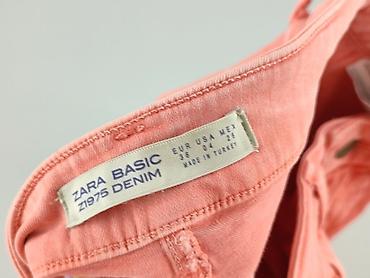 ZARA BASIC
Z1975 DENIM
EUR USA MEX
36 04 26
MADE IN TURKEY